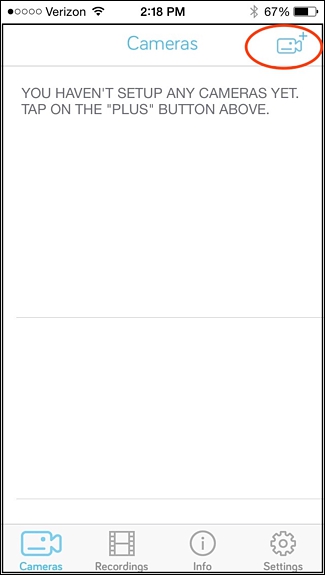 Verizon 2:18 PM 67%
Cameras
YOU HAVEN'T SETUP ANY CAMERAS YET.
TAP ON THE "PLUS" BUTTON ABOVE.
Cameras Recordings Info Settings